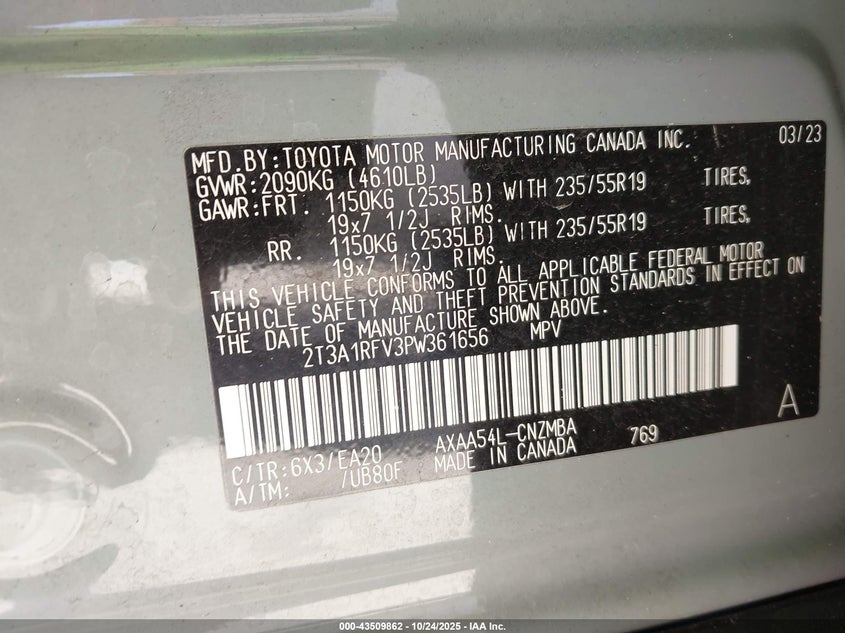 MFD.BY:TOYOTA MOTOR MANUFACTURING CANADA INC. 03/23
GVWR:2090KG (4610LB)
GAWR:FRT. 1150KG (2535LB) WITH 235/55R19 TIRES,
19x7 1/2J RIMS.
RR. 1150KG (2535LB) WITH 235/55R19 TIRES,
19x7 1/2J RIMS.
THIS VEHICLE CONFORMS TO ALL APPLICABLE FEDERAL MOTOR
VEHICLE SAFETY AND THEFT PREVENTION STANDARDS IN EFFECT ON
THE DATE OF MANUFACTURE SHOWN ABOVE.
2T3A1RFV3PW361656 MPV
A
C/TR:6X3/EA20 AXAA54L-CNZMBA 769
A/TM: /UB80F MADE IN CANADA
000-43509862 - 10/24/2025 - IAA Inc.